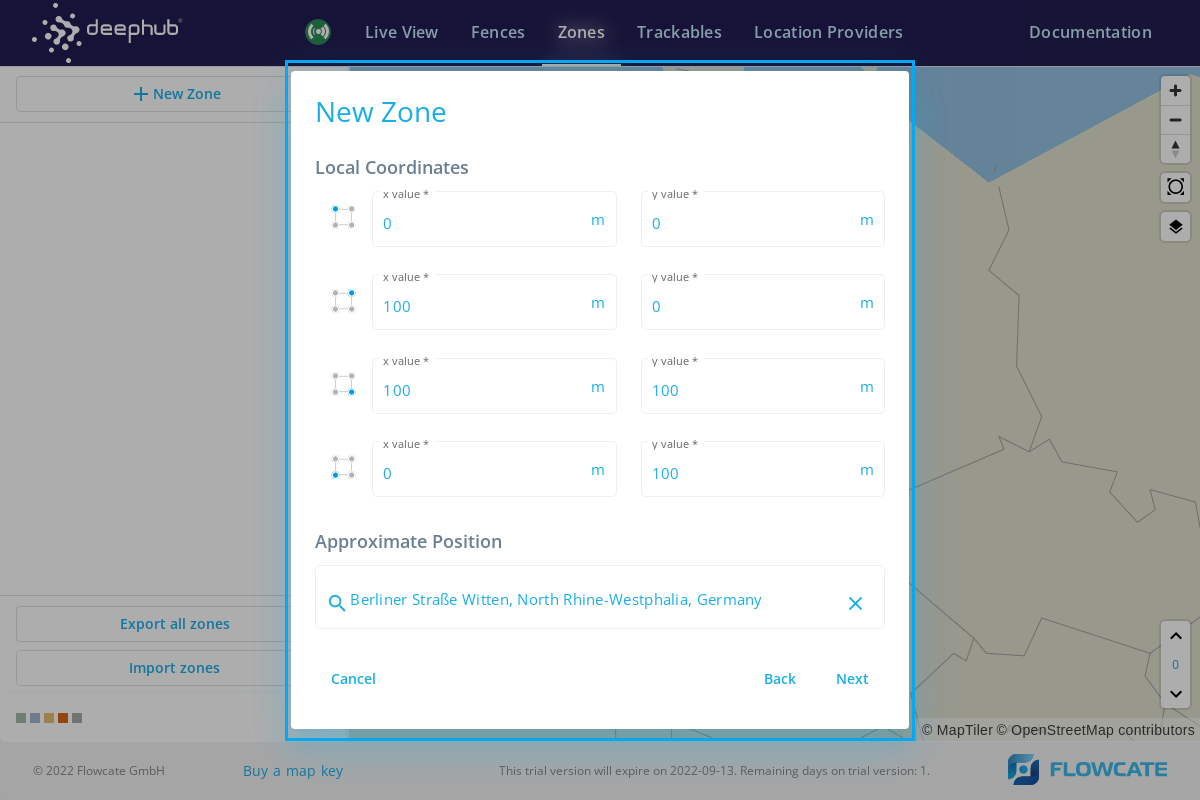 deephub®
Live View
Fences
Zones
Trackables
Location Providers
Documentation
New Zone
New Zone
Local Coordinates
x value *
0 m
y value *
0 m
x value *
100 m
y value *
0 m
x value *
100 m
y value *
100 m
x value *
0 m
y value *
100 m
Approximate Position
Berliner Straße Witten, North Rhine-Westphalia, Germany
Cancel
Back
Next
Export all zones
Import zones
0
© MapTiler © OpenStreetMap contributors
© 2022 Flowcate GmbH
Buy a map key
This trial version will expire on 2022-09-13. Remaining days on trial version: 1.
FLOWCATE